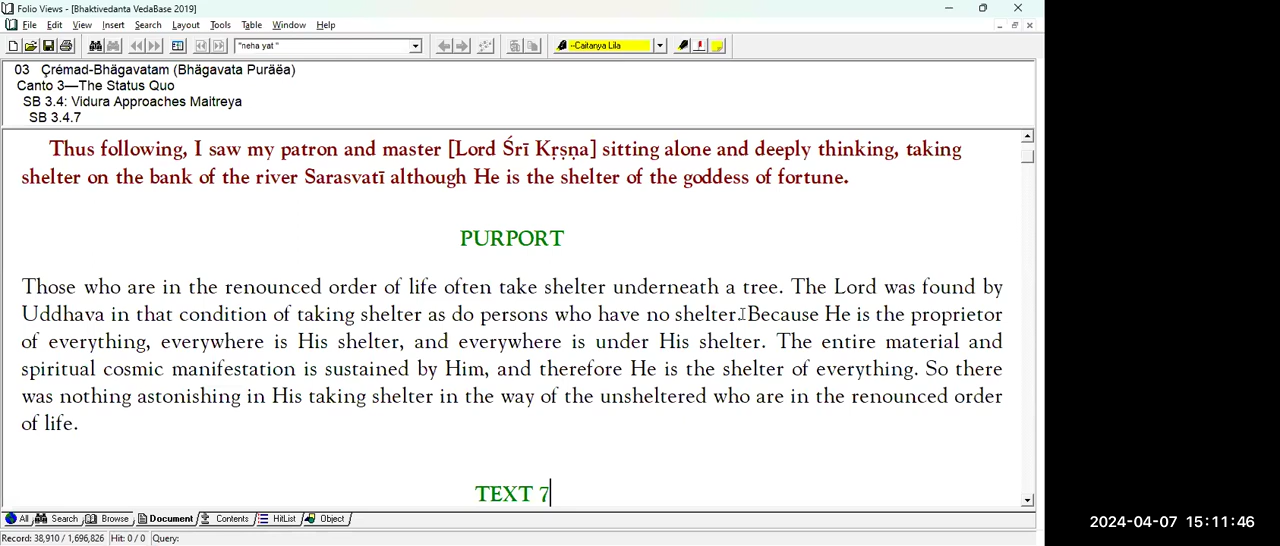 Folio Views - [Bhaktivedanta VedaBase 2019]
File Edit View Insert Search Layout Tools Table Window Help
"neha yat "
--Caitanya Lila
03 Çrémad-Bhägavatam (Bhägavata Puräëa)
Canto 3—The Status Quo
SB 3.4: Vidura Approaches Maitreya
SB 3.4.7
Thus following, I saw my patron and master [Lord Śrī Kṛṣṇa] sitting alone and deeply thinking, taking
shelter on the bank of the river Sarasvatī although He is the shelter of the goddess of fortune.
PURPORT
Those who are in the renounced order of life often take shelter underneath a tree. The Lord was found by
Uddhava in that condition of taking shelter as do persons who have no shelter. Because He is the proprietor
of everything, everywhere is His shelter, and everywhere is under His shelter. The entire material and
spiritual cosmic manifestation is sustained by Him, and therefore He is the shelter of everything. So there
was nothing astonishing in His taking shelter in the way of the unsheltered who are in the renounced order
of life.
TEXT 7
All Search Browse Document Contents HitList Object
Record: 38,910 / 1,696,826 Hit: 0 / 0 Query:
2024-04-07 15:11:46